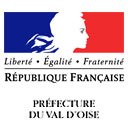 Liberté • Égalité • Fraternité
RÉPUBLIQUE FRANÇAISE
PRÉFECTURE
DU VAL D'OISE